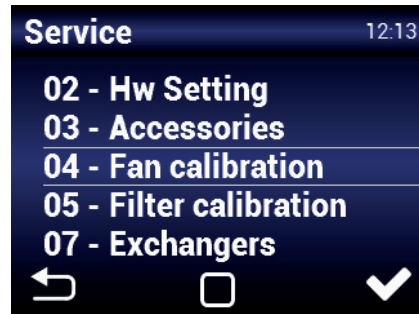 Service 12:13
02 - Hw Setting
03 - Accessories
04 - Fan calibration
05 - Filter calibration
07 - Exchangers